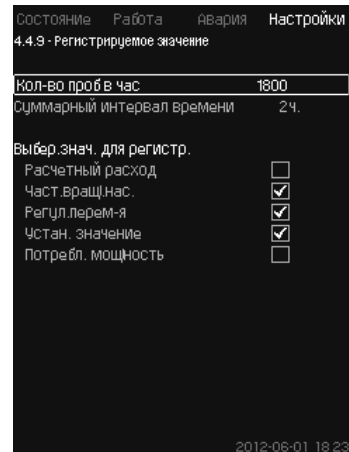 Состояние Работа Авария Настройки
4.4.9 - Регистрируемое значение
Кол-во проб в час 1800
Суммарный интервал времени 2ч.
Выбер.знач. для регистр.
Расчетный расход
Част.вращ.нас.
Регул.перем-я
Устан. значение
Потребл. мощность
2012-06-01 18:23